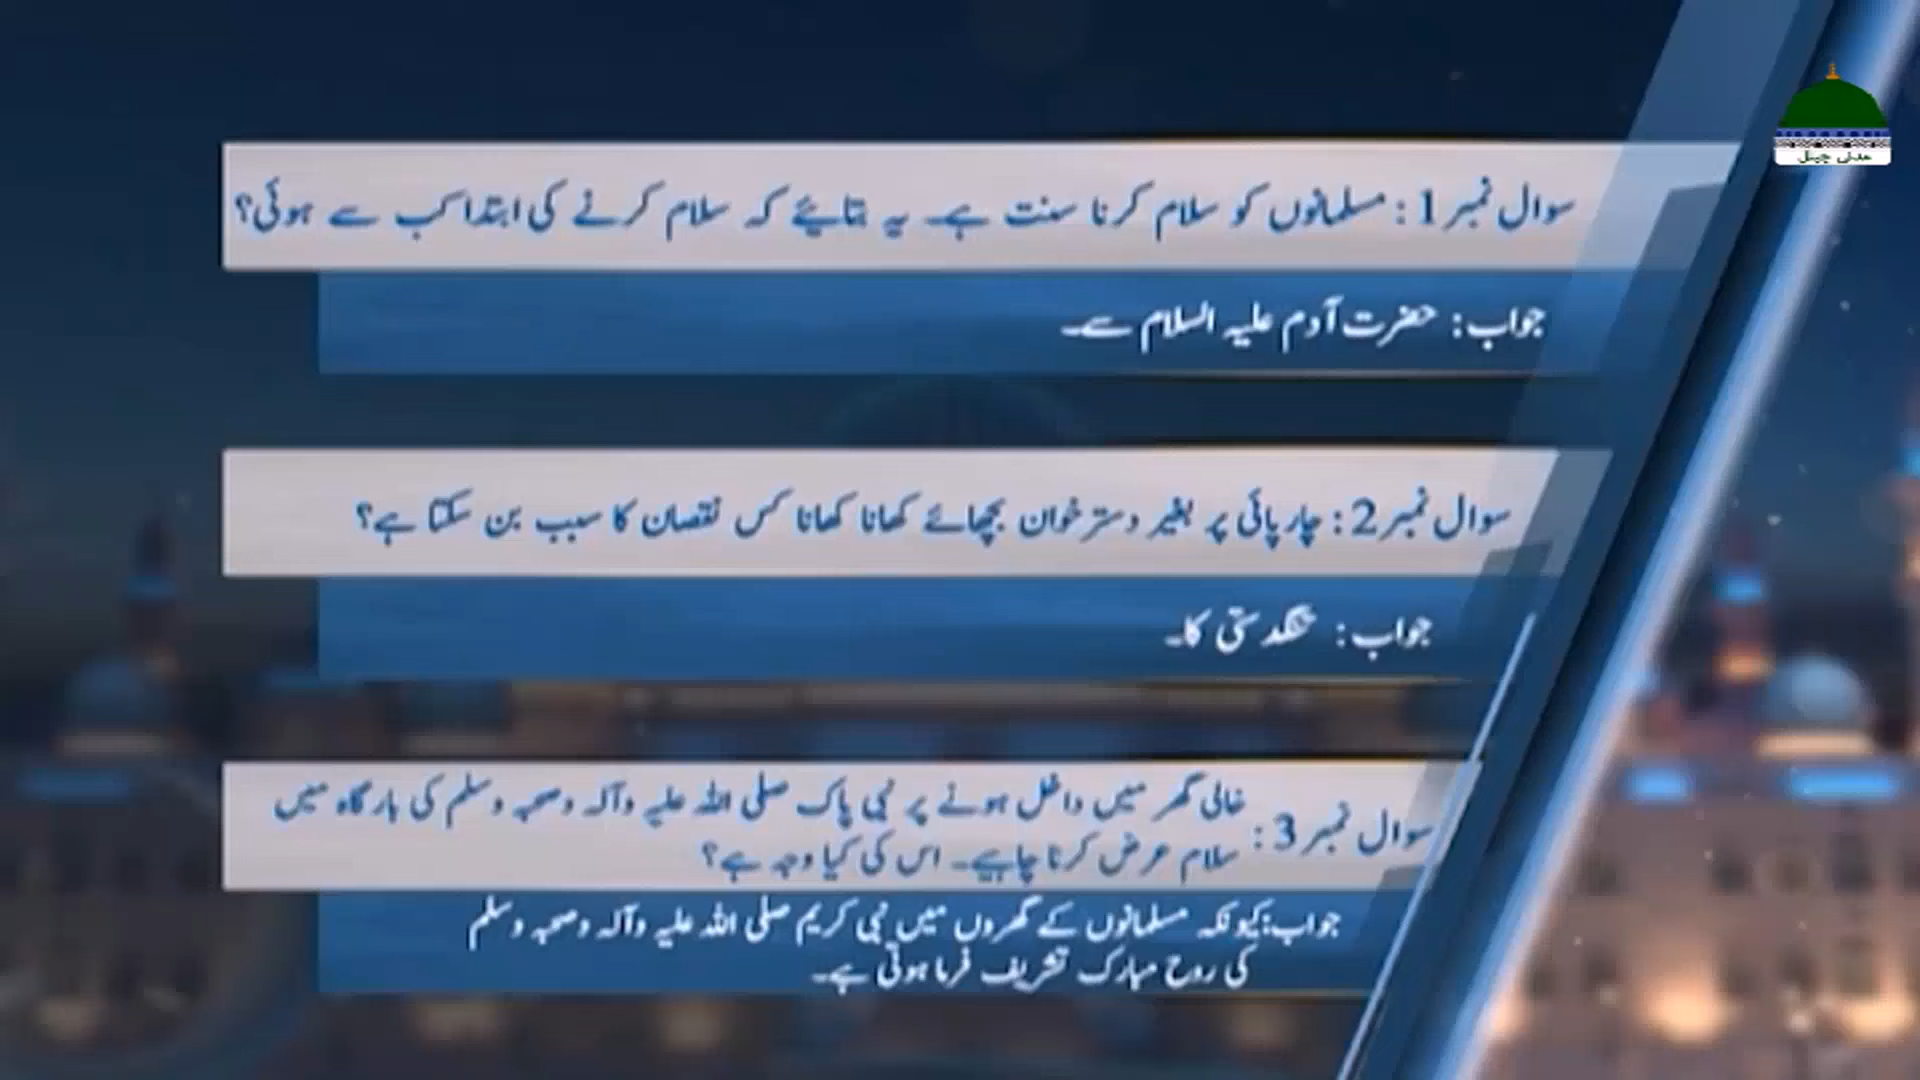 سوال نمبر 1: مسلمانوں کو سلام کرنا سنت ہے۔ یہ بتائیے کہ سلام کرنے کی ابتدا کب سے ہوئی؟
جواب: حضرت آدم علیہ السلام سے۔
سوال نمبر 2: چارپائی پر بغیر دسترخوان بچھائے کھانا کھانا کس نقصان کا سبب بن سکتا ہے؟
جواب: تنگدستی کا۔
سوال نمبر 3: خالی گھر میں داخل ہونے پر نبی پاک صلی اللہ علیہ وآلہ وصحبہ وسلم کی بارگاہ میں
سلام عرض کرنا چاہیے۔ اس کی کیا وجہ ہے؟
جواب: کیونکہ مسلمانوں کے گھروں میں نبی کریم صلی اللہ علیہ وآلہ وصحبہ وسلم
کی روح مبارک تشریف فرما ہوتی ہے۔
مدنی چینل